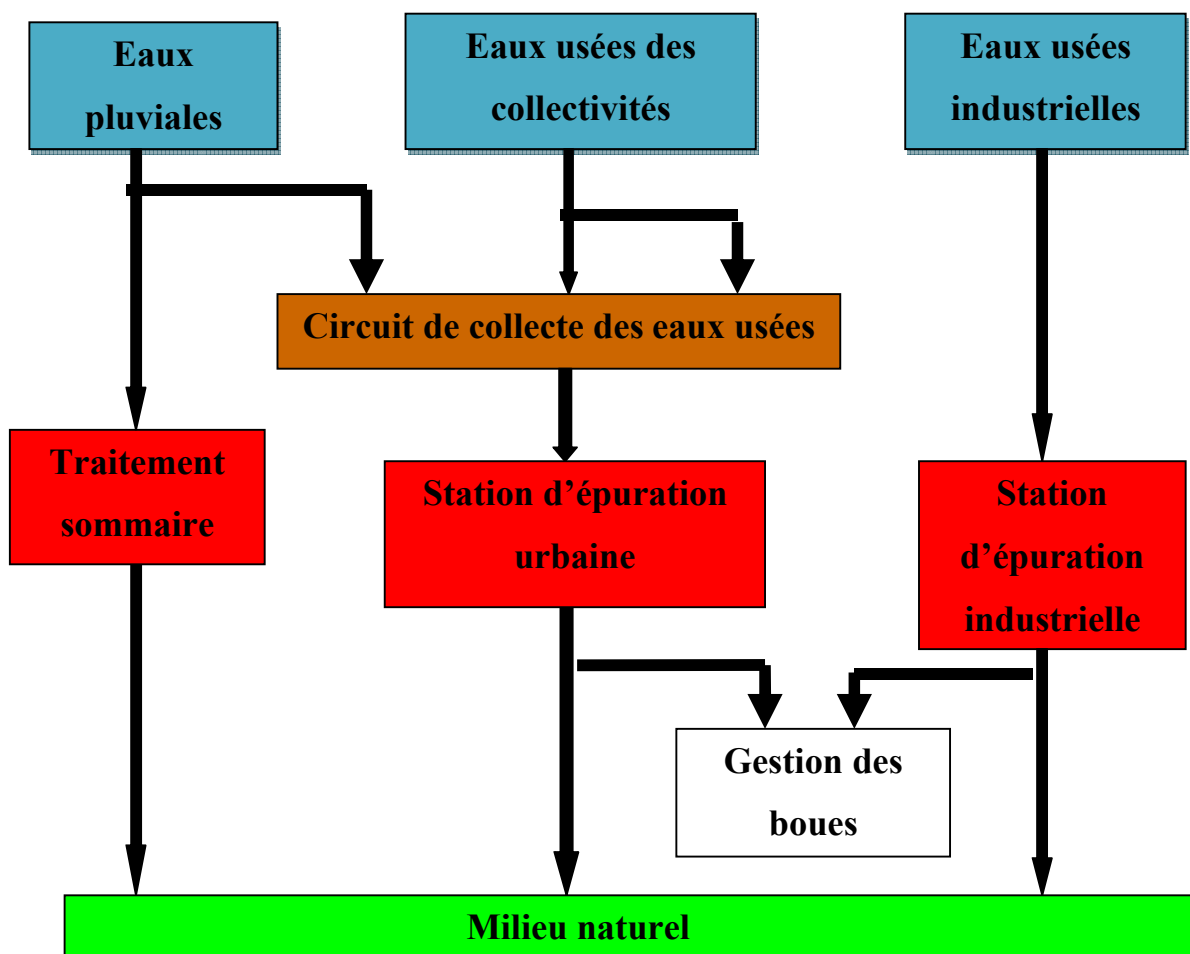 Eaux
pluviales
Eaux usées des
collectivités
Eaux usées
industrielles
Circuit de collecte des eaux usées
Traitement
sommaire
Station d’épuration
urbaine
Station
d’épuration
industrielle
Gestion des
boues
Milieu naturel